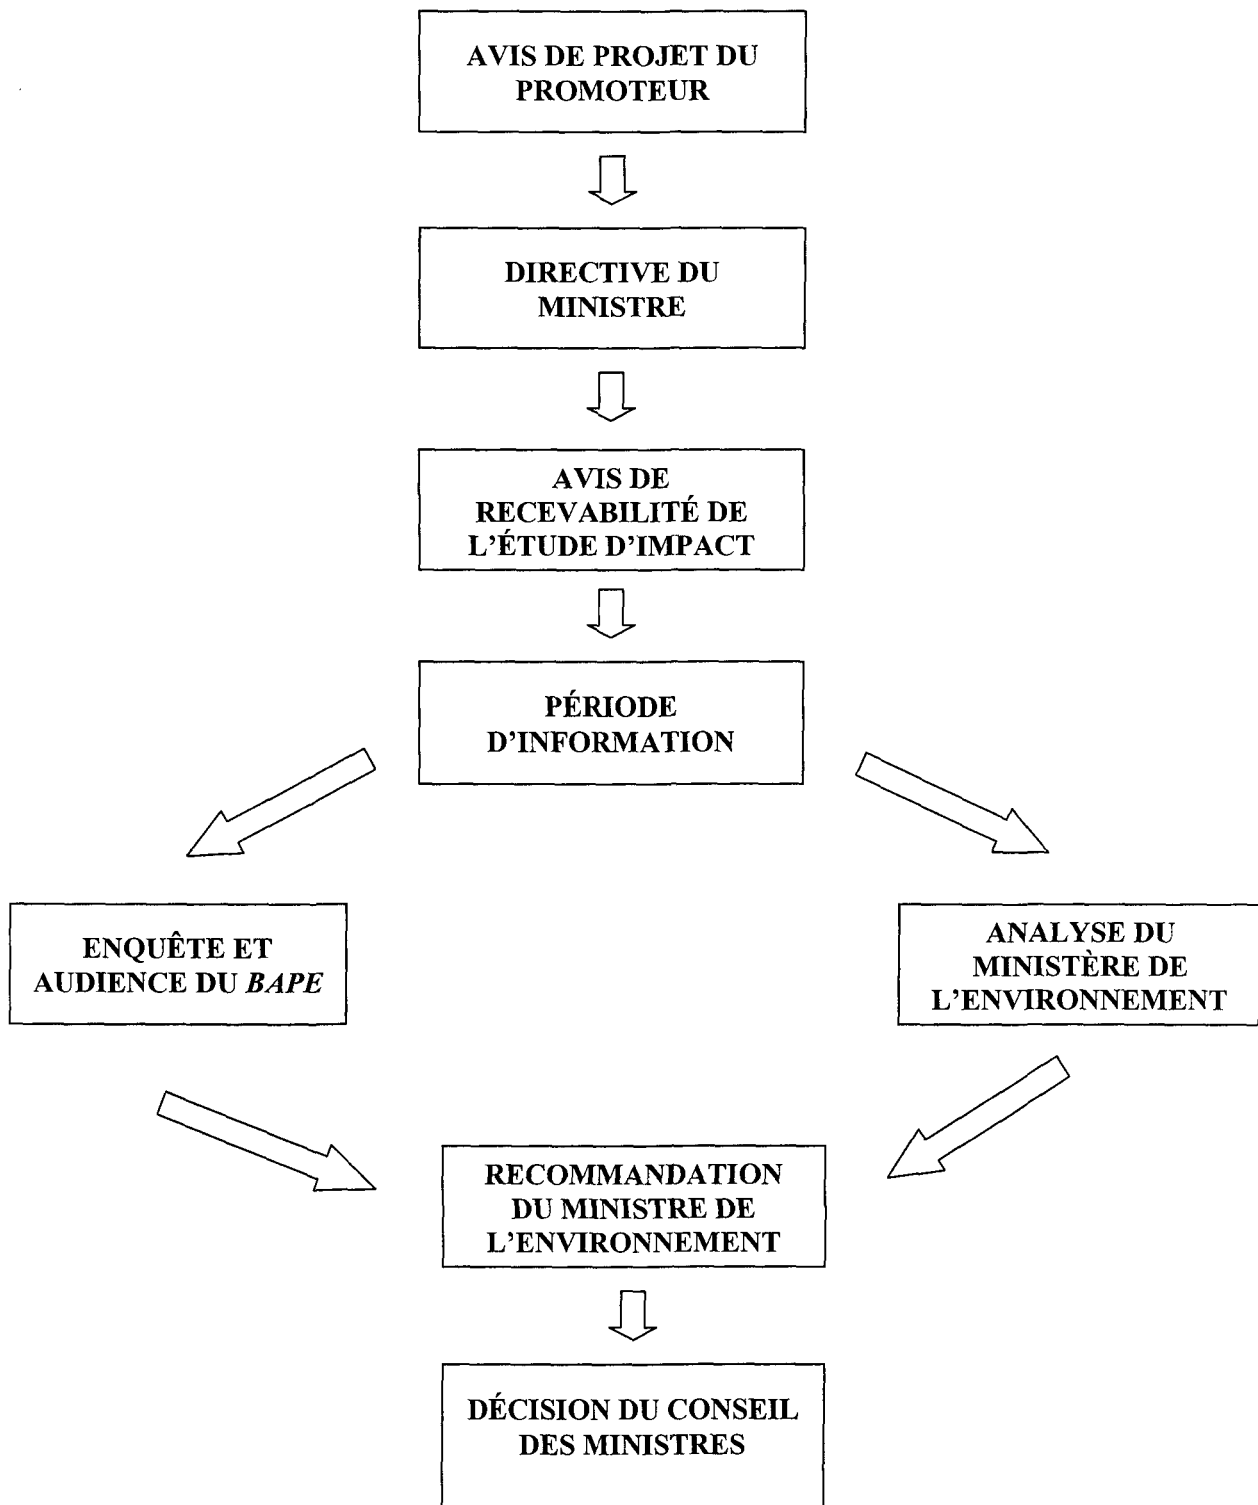 AVIS DE PROJET DU
PROMOTEUR
DIRECTIVE DU
MINISTRE
AVIS DE
RECEVABILITÉ DE
L'ÉTUDE D'IMPACT
PÉRIODE
D'INFORMATION
ENQUÊTE ET
AUDIENCE DU BAPE
ANALYSE DU
MINISTÈRE DE
L'ENVIRONNEMENT
RECOMMANDATION
DU MINISTRE DE
L'ENVIRONNEMENT
DÉCISION DU CONSEIL
DES MINISTRES